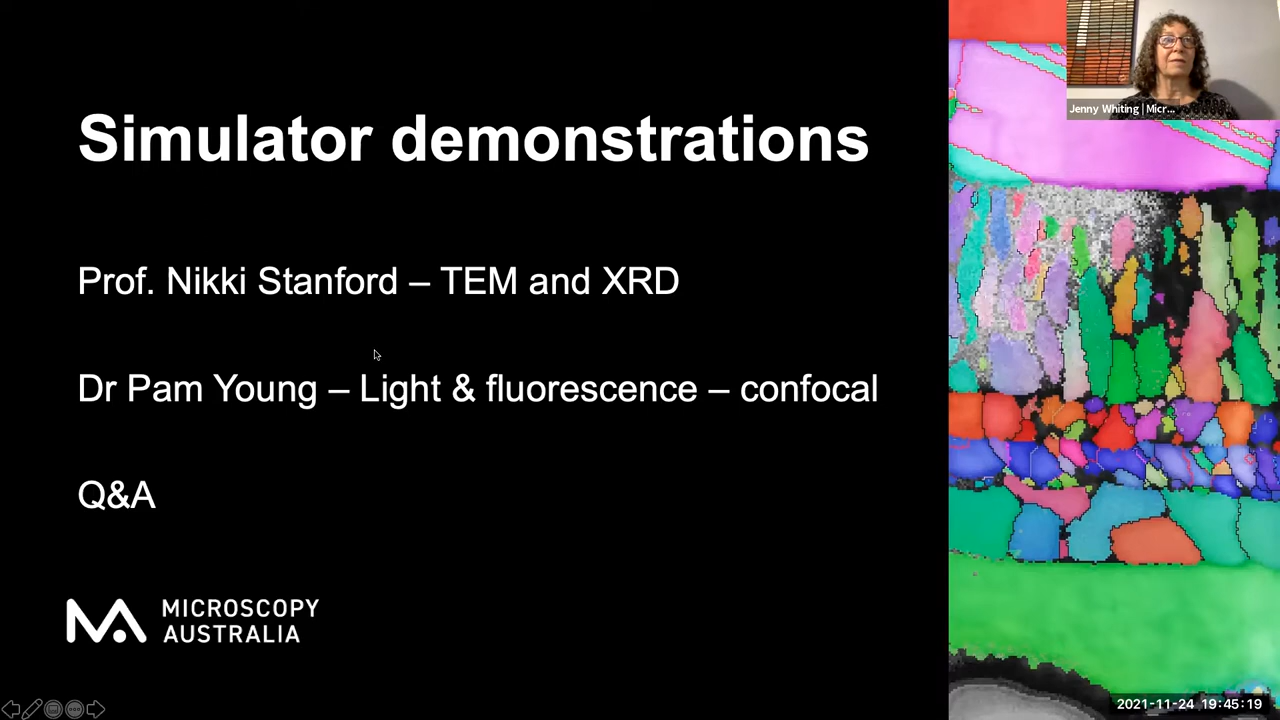 Simulator demonstrations
Jenny Whiting | Micr...
Prof. Nikki Stanford – TEM and XRD
Dr Pam Young – Light & fluorescence – confocal
Q&A
MICROSCOPY
AUSTRALIA
2021-11-24 19:45:19